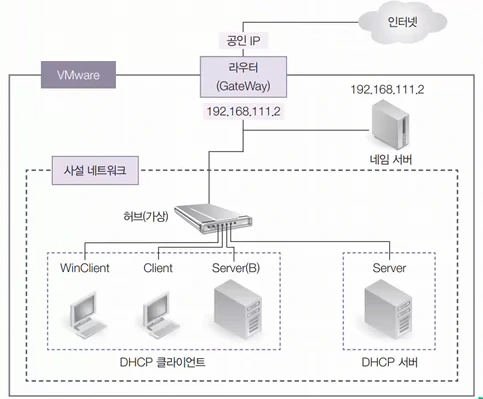 인터넷
공인 IP
VMware
라우터
(GateWay)
192.168.111.2
192.168.111.2
네임 서버
사설 네트워크
허브(가상)
WinClient
Client
Server(B)
Server
DHCP 클라이언트
DHCP 서버